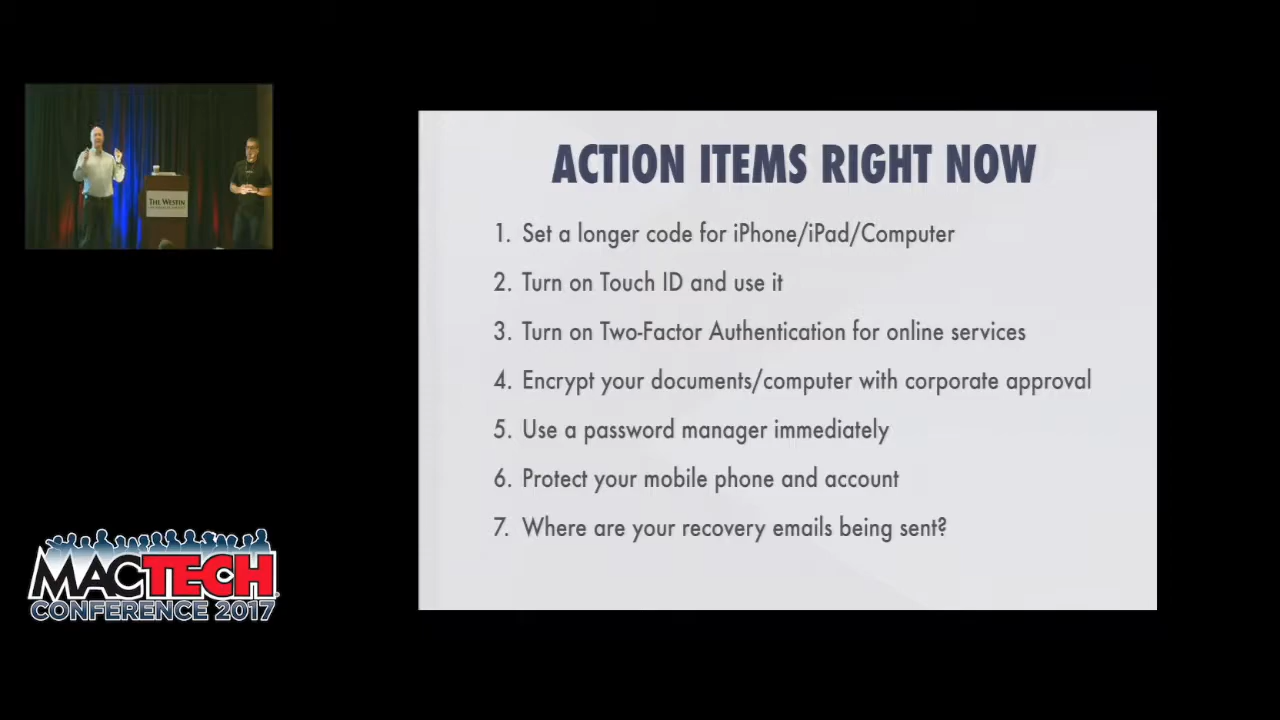 ACTION ITEMS RIGHT NOW
1. Set a longer code for iPhone/iPad/Computer
2. Turn on Touch ID and use it
3. Turn on Two-Factor Authentication for online services
4. Encrypt your documents/computer with corporate approval
5. Use a password manager immediately
6. Protect your mobile phone and account
7. Where are your recovery emails being sent?
THE WESTIN
MACTECH
CONFERENCE 2017